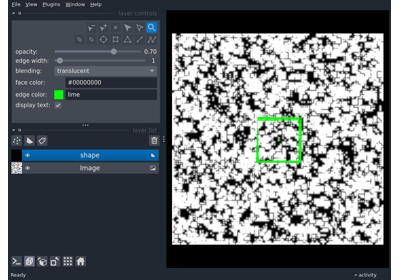 File View Plugins Window Help
layer controls
opacity: 0.70
edge width: 1
blending: translucent
face color: #00000000
edge color: lime
display text:
layer list
shape
Image
Ready
activity